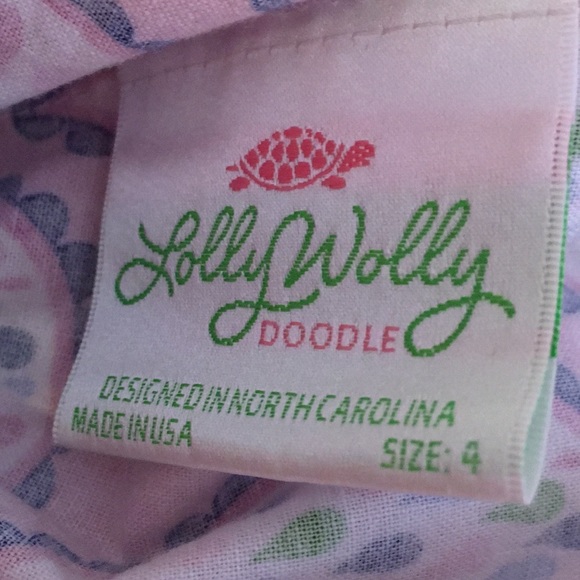 Lolly Wolly
DOODLE
DESIGNED IN NORTH CAROLINA
MADE IN USA
SIZE: 4